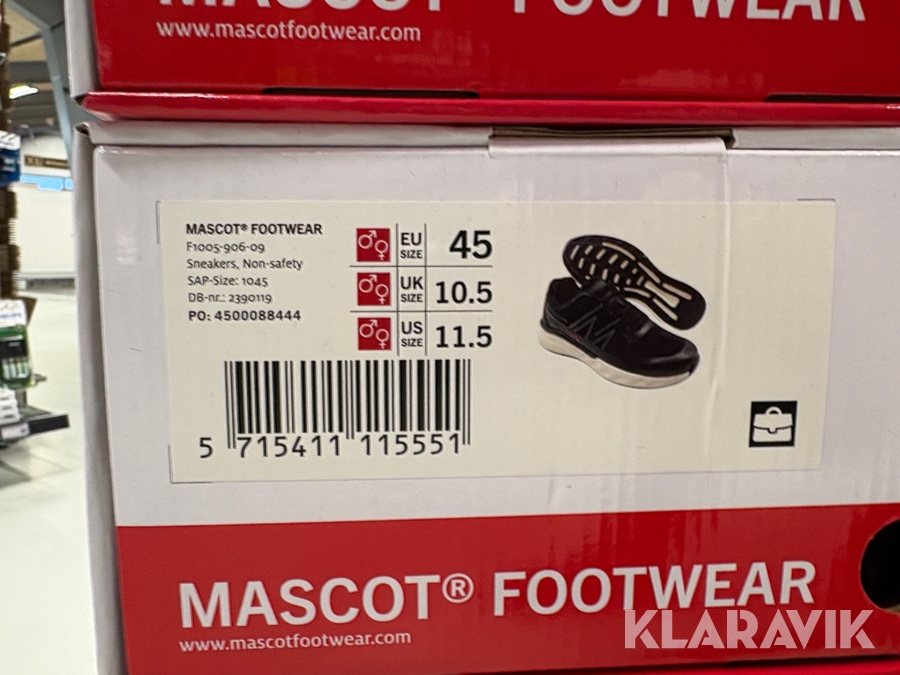 MASCOT® FOOTWEAR
www.mascotfootwear.com
MASCOT® FOOTWEAR
F1005-906-09
Sneakers, Non-safety
SAP-Size: 1045
DB-nr.: 2390119
PO: 4500088444
EU SIZE 45
UK SIZE 10.5
US SIZE 11.5
5 715411 115551
MASCOT® FOOTWEAR
www.mascotfootwear.com
KLARAVIK